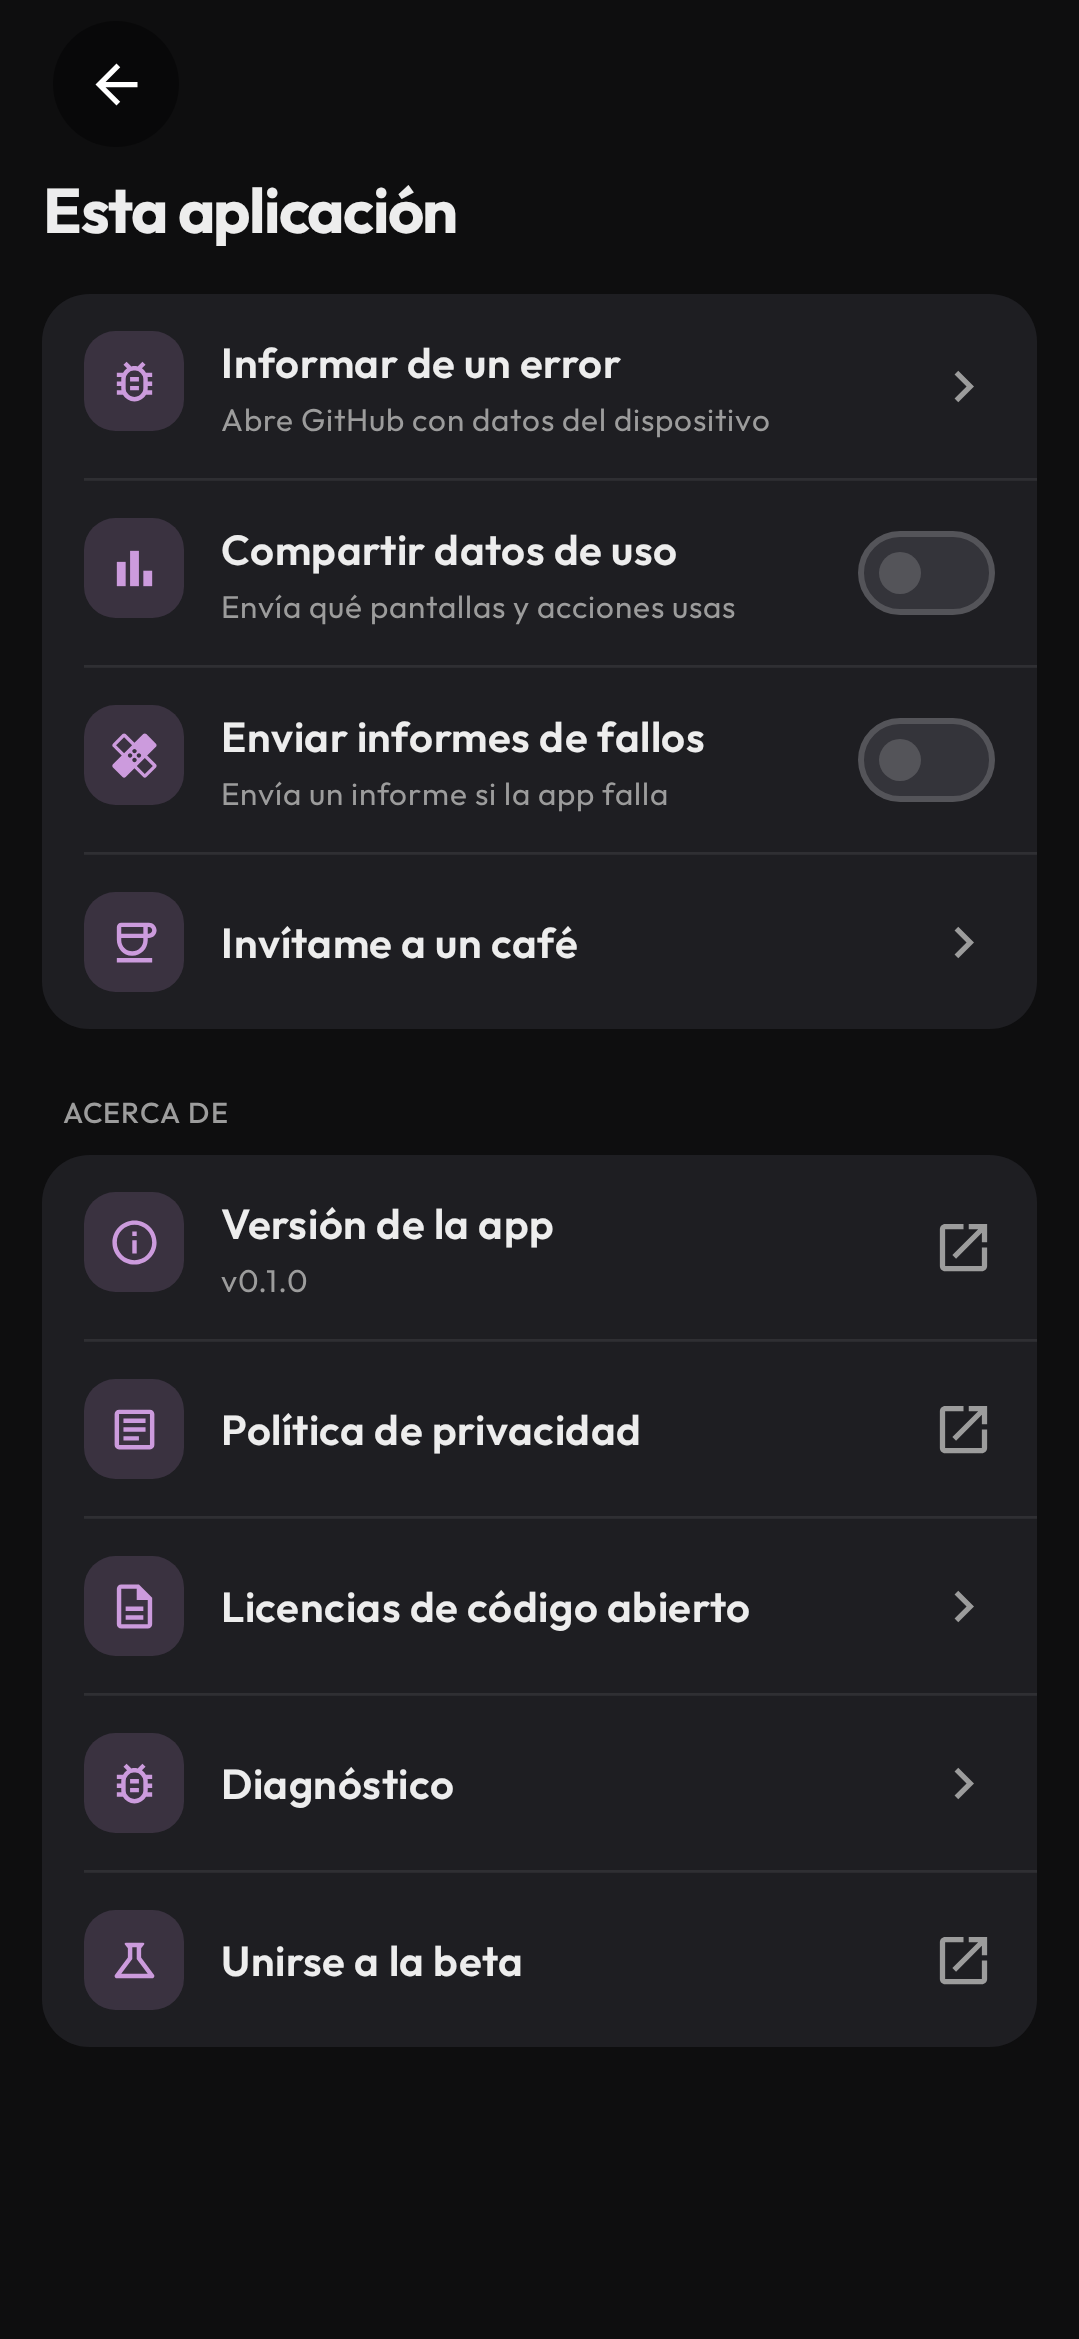 Esta aplicación
Informar de un error
Abre GitHub con datos del dispositivo
Compartir datos de uso
Envía qué pantallas y acciones usas
Enviar informes de fallos
Envía un informe si la app falla
Invítame a un café
ACERCA DE
Versión de la app
v0.1.0
Política de privacidad
Licencias de código abierto
Diagnóstico
Unirse a la beta